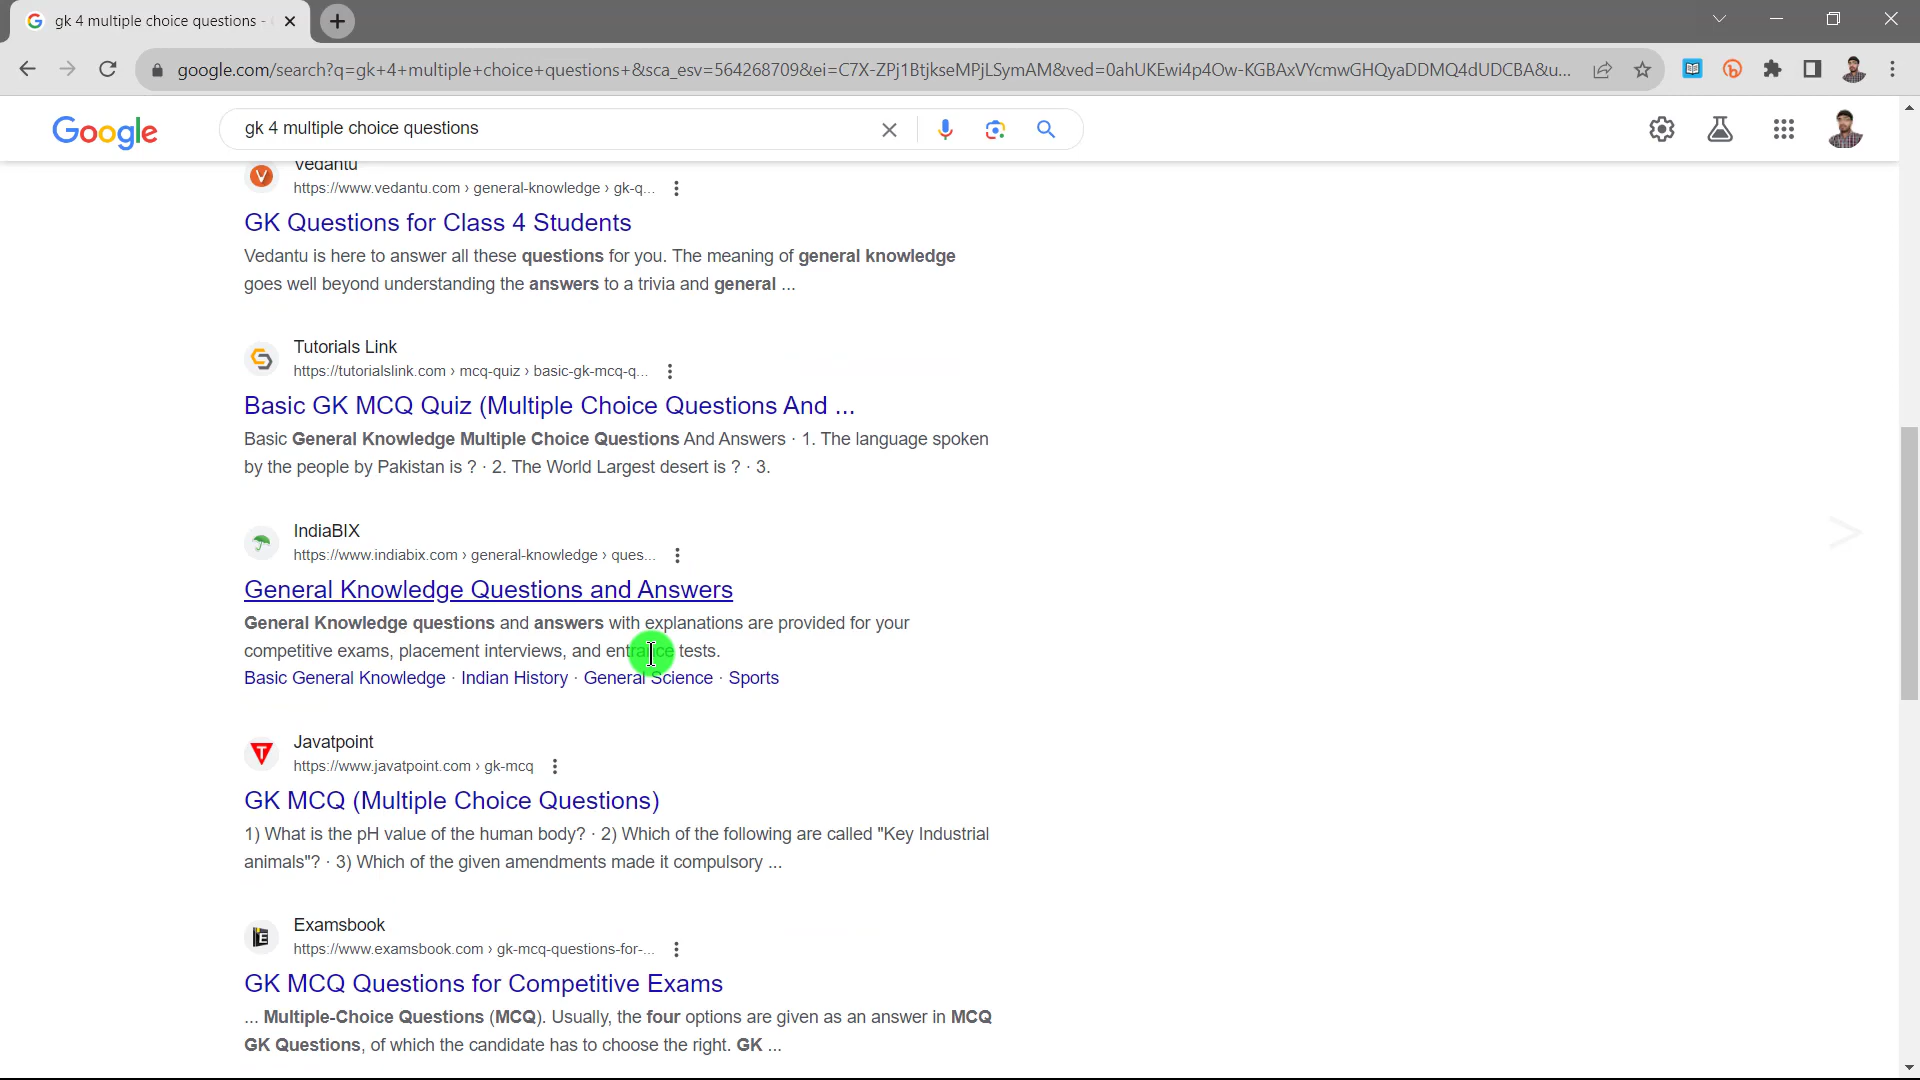 gk 4 multiple choice questions -
google.com/search?q=gk+4+multiple+choice+questions+&sca_esv=564268709&ei=C7X-ZPj1BtjkseMPjLSymAM&ved=0ahUKEwi4p4Ow-KGBAxVYcmwGHQyaDDMQ4dUDCBA&u...
Google
gk 4 multiple choice questions
Vedantu
https://www.vedantu.com › general-knowledge › gk-q...
GK Questions for Class 4 Students
Vedantu is here to answer all these questions for you. The meaning of general knowledge
goes well beyond understanding the answers to a trivia and general ...
Tutorials Link
https://tutorialslink.com › mcq-quiz › basic-gk-mcq-q...
Basic GK MCQ Quiz (Multiple Choice Questions And ...
Basic General Knowledge Multiple Choice Questions And Answers · 1. The language spoken
by the people by Pakistan is ? · 2. The World Largest desert is ? · 3.
IndiaBIX
https://www.indiabix.com › general-knowledge › ques...
General Knowledge Questions and Answers
General Knowledge questions and answers with explanations are provided for your
competitive exams, placement interviews, and entrance tests.
Basic General Knowledge · Indian History · General Science · Sports
Javatpoint
https://www.javatpoint.com › gk-mcq
GK MCQ (Multiple Choice Questions)
1) What is the pH value of the human body? · 2) Which of the following are called "Key Industrial
animals"? · 3) Which of the given amendments made it compulsory ...
Examsbook
https://www.examsbook.com › gk-mcq-questions-for-...
GK MCQ Questions for Competitive Exams
... Multiple-Choice Questions (MCQ). Usually, the four options are given as an answer in MCQ
GK Questions, of which the candidate has to choose the right. GK ...